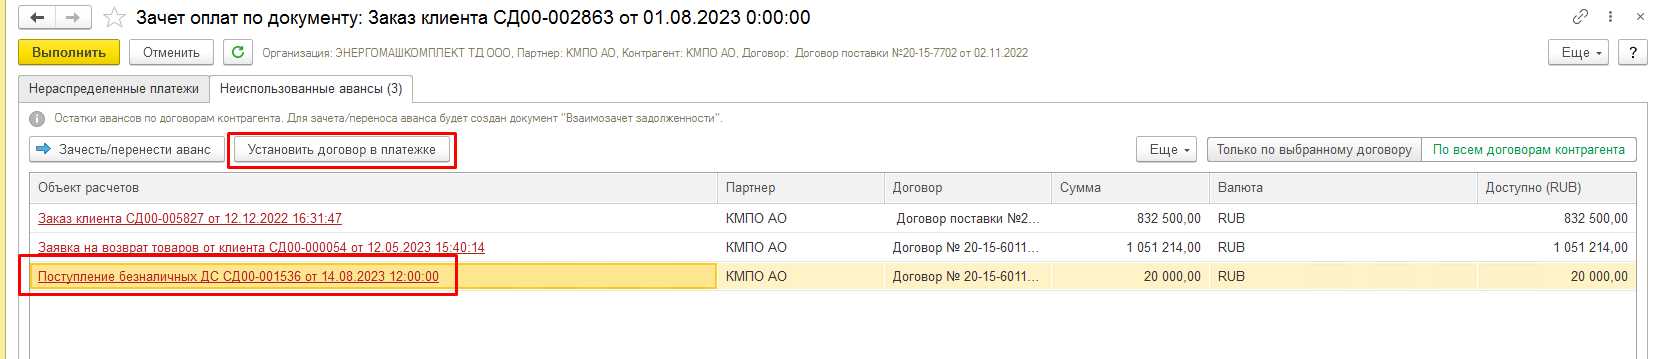 Зачет оплат по документу: Заказ клиента СД00-002863 от 01.08.2023 0:00:00
Выполнить Отменить Организация: ЭНЕРГОМАШКОМПЛЕКТ ТД ООО, Партнер: КМПО АО, Контрагент: КМПО АО, Договор: Договор поставки №20-15-7702 от 02.11.2022 Еще ?
Нераспределенные платежи Неиспользованные авансы (3)
Остатки авансов по договорам контрагента. Для зачета/переноса аванса будет создан документ "Взаимозачет задолженности".
Зачесть/перенести аванс Установить договор в платежке Еще Только по выбранному договору По всем договорам контрагента
Объект расчетов Партнер Договор Сумма Валюта Доступно (RUB)
Заказ клиента СД00-005827 от 12.12.2022 16:31:47 КМПО АО Договор поставки №2... 832 500,00 RUB 832 500,00
Заявка на возврат товаров от клиента СД00-000054 от 12.05.2023 15:40:14 КМПО АО Договор № 20-15-6011... 1 051 214,00 RUB 1 051 214,00
Поступление безналичных ДС СД00-001536 от 14.08.2023 12:00:00 КМПО АО Договор № 20-15-6011... 20 000,00 RUB 20 000,00